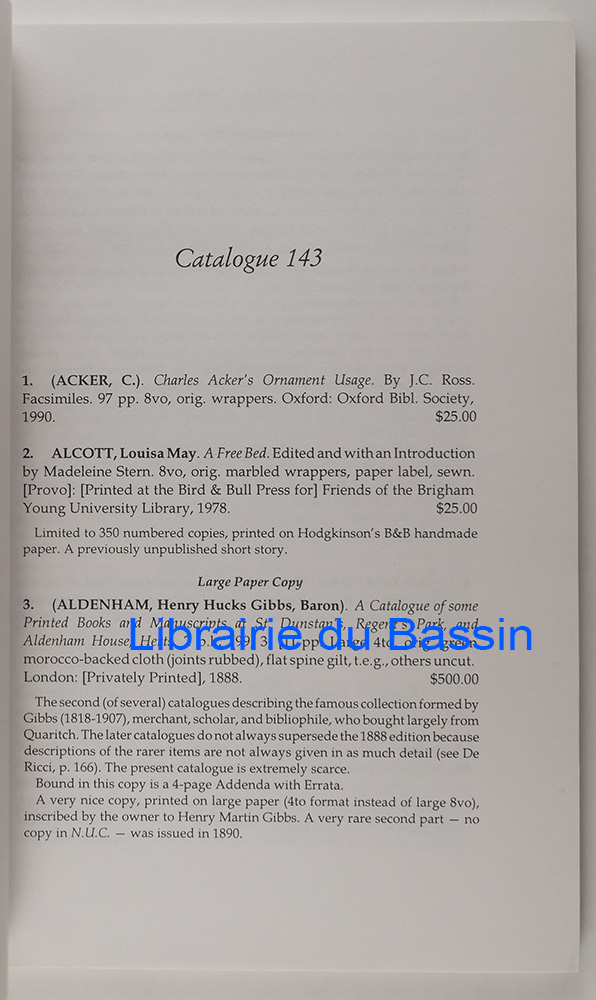 Catalogue 143
1. (ACKER, C.). Charles Acker's Ornament Usage. By J.C. Ross.
Facsimiles. 97 pp. 8vo, orig. wrappers. Oxford: Oxford Bibl. Society,
1990. $25.00
2. ALCOTT, Louisa May. A Free Bed. Edited and with an Introduction
by Madeleine Stern. 8vo, orig. marbled wrappers, paper label, sewn.
[Provo]: [Printed at the Bird & Bull Press for] Friends of the Brigham
Young University Library, 1978. $25.00
Limited to 350 numbered copies, printed on Hodgkinson's B&B handmade
paper. A previously unpublished short story.
Large Paper Copy
3. (ALDENHAM, Henry Hucks Gibbs, Baron). A Catalogue of some
Printed Books and Manuscripts at St. Dunstan's, Regent's Park, and
Aldenham House, pp. Large 4to, orig. green
Librairie du Bassin
morocco-backed cloth (joints rubbed), flat spine gilt, t.e.g., others uncut.
London: [Privately Printed], 1888. $500.00
The second (of several) catalogues describing the famous collection formed by
Gibbs (1818-1907), merchant, scholar, and bibliophile, who bought largely from
Quaritch. The later catalogues do not always supersede the 1888 edition because
descriptions of the rarer items are not always given in as much detail (see De
Ricci, p. 166). The present catalogue is extremely scarce.
Bound in this copy is a 4-page Addenda with Errata.
A very nice copy, printed on large paper (4to format instead of large 8vo),
inscribed by the owner to Henry Martin Gibbs. A very rare second part — no
copy in N.U.C. — was issued in 1890.